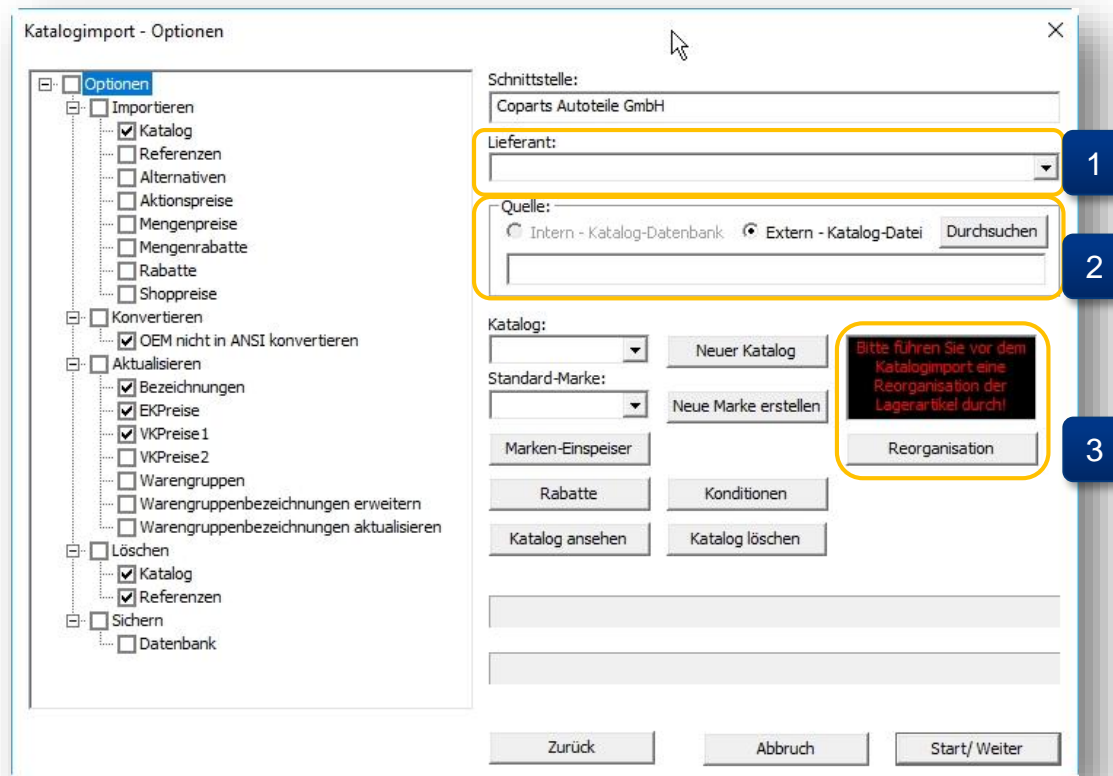 Katalogimport - Optionen
Optionen
Importieren
Katalog
Referenzen
Alternativen
Aktionspreise
Mengenpreise
Mengenrabatte
Rabatte
Shoppreise
Konvertieren
OEM nicht in ANSI konvertieren
Aktualisieren
Bezeichnungen
EKPreise
VKPreise1
VKPreise2
Warengruppen
Warengruppenbezeichnungen erweitern
Warengruppenbezeichnungen aktualisieren
Löschen
Katalog
Referenzen
Sichern
Datenbank
Schnittstelle:
Coparts Autoteile GmbH
Lieferant:
1
Quelle:
Intern - Katalog-Datenbank Extern - Katalog-Datei Durchsuchen
2
Katalog:
Neuer Katalog
Standard-Marke:
Neue Marke erstellen
Bitte führen Sie vor dem
Katalogimport eine
Reorganisation der
Lagerartikel durch!
Marken-Einspeiser
Reorganisation
3
Rabatte Konditionen
Katalog ansehen Katalog löschen
Zurück Abbruch Start/ Weiter